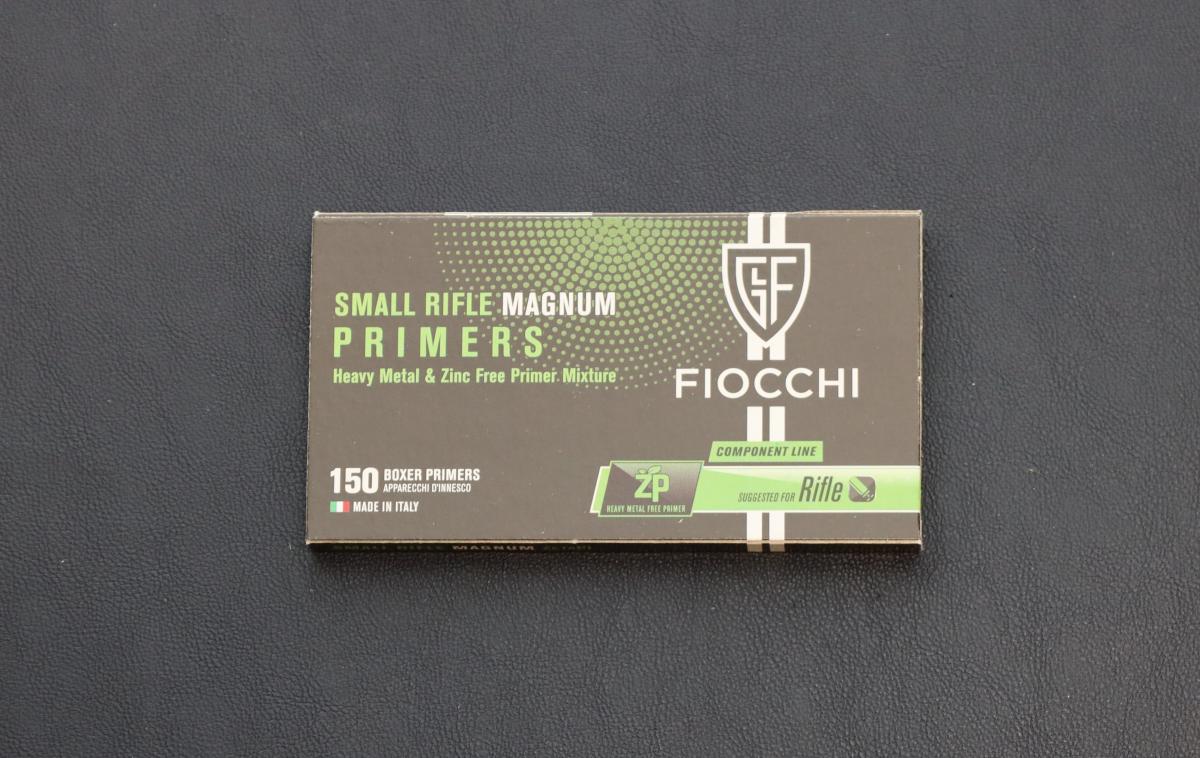 SMALL RIFLE MAGNUM
PRIMERS
Heavy Metal & Zinc Free Primer Mixture
GFL
FIOCCHI
COMPONENT LINE
150 BOXER PRIMERS
APPARECCHI D'INNESCO
MADE IN ITALY
zp
HEAVY METAL FREE PRIMER
SUGGESTED FOR Rifle
SMALL RIFLE MAGNUM